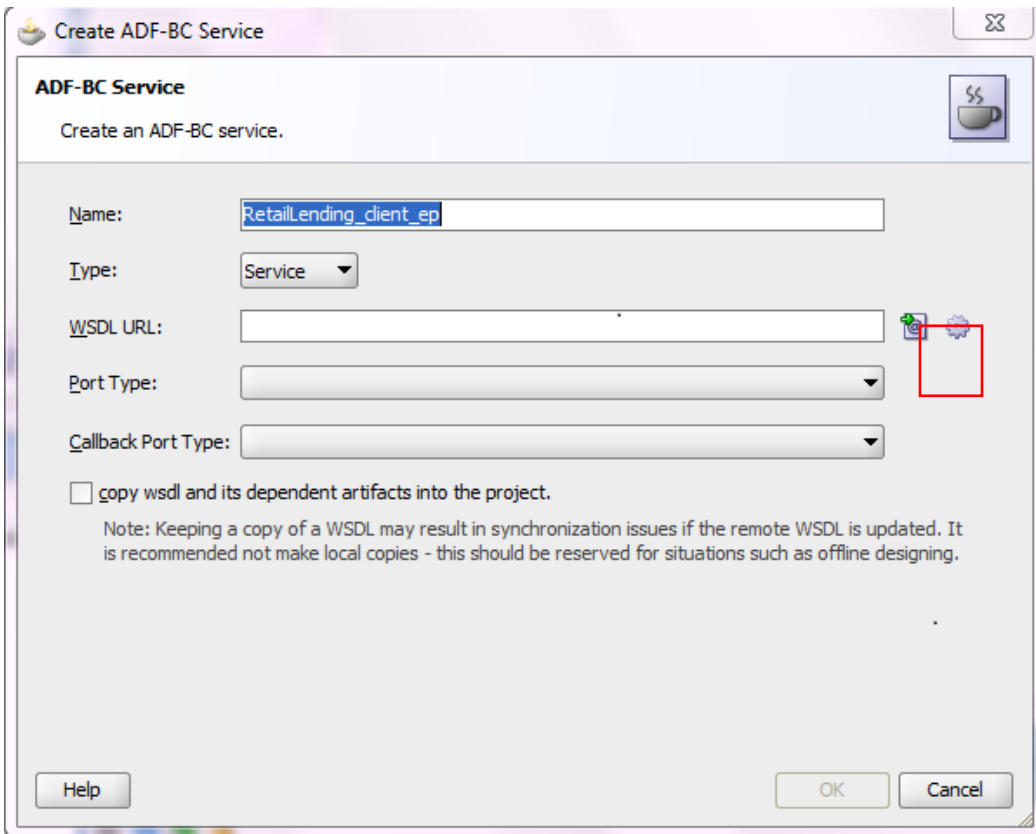 Create ADF-BC Service
ADF-BC Service
Create an ADF-BC service.
Name:
RetailLending_client_ep
Type:
Service
WSDL URL:
Port Type:
Callback Port Type:
copy wsdl and its dependent artifacts into the project.
Note: Keeping a copy of a WSDL may result in synchronization issues if the remote WSDL is updated. It
is recommended not make local copies - this should be reserved for situations such as offline designing.
Help
OK
Cancel